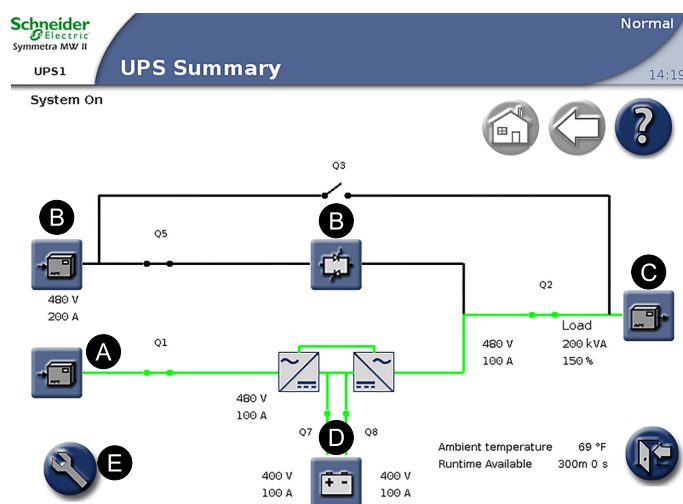 Schneider
Electric
Symmetra MW II
UPS1
UPS Summary
Normal
14:19
System On
Q3
B
B
Q5
480 V
200 A
C
Q2
Load
480 V 200 kVA
100 A 150 %
A
Q1
APC
480 V
100 A
Q7 D Q8
E
400 V
100 A
400 V
100 A
Ambient temperature 69 °F
Runtime Available 300m 0 s